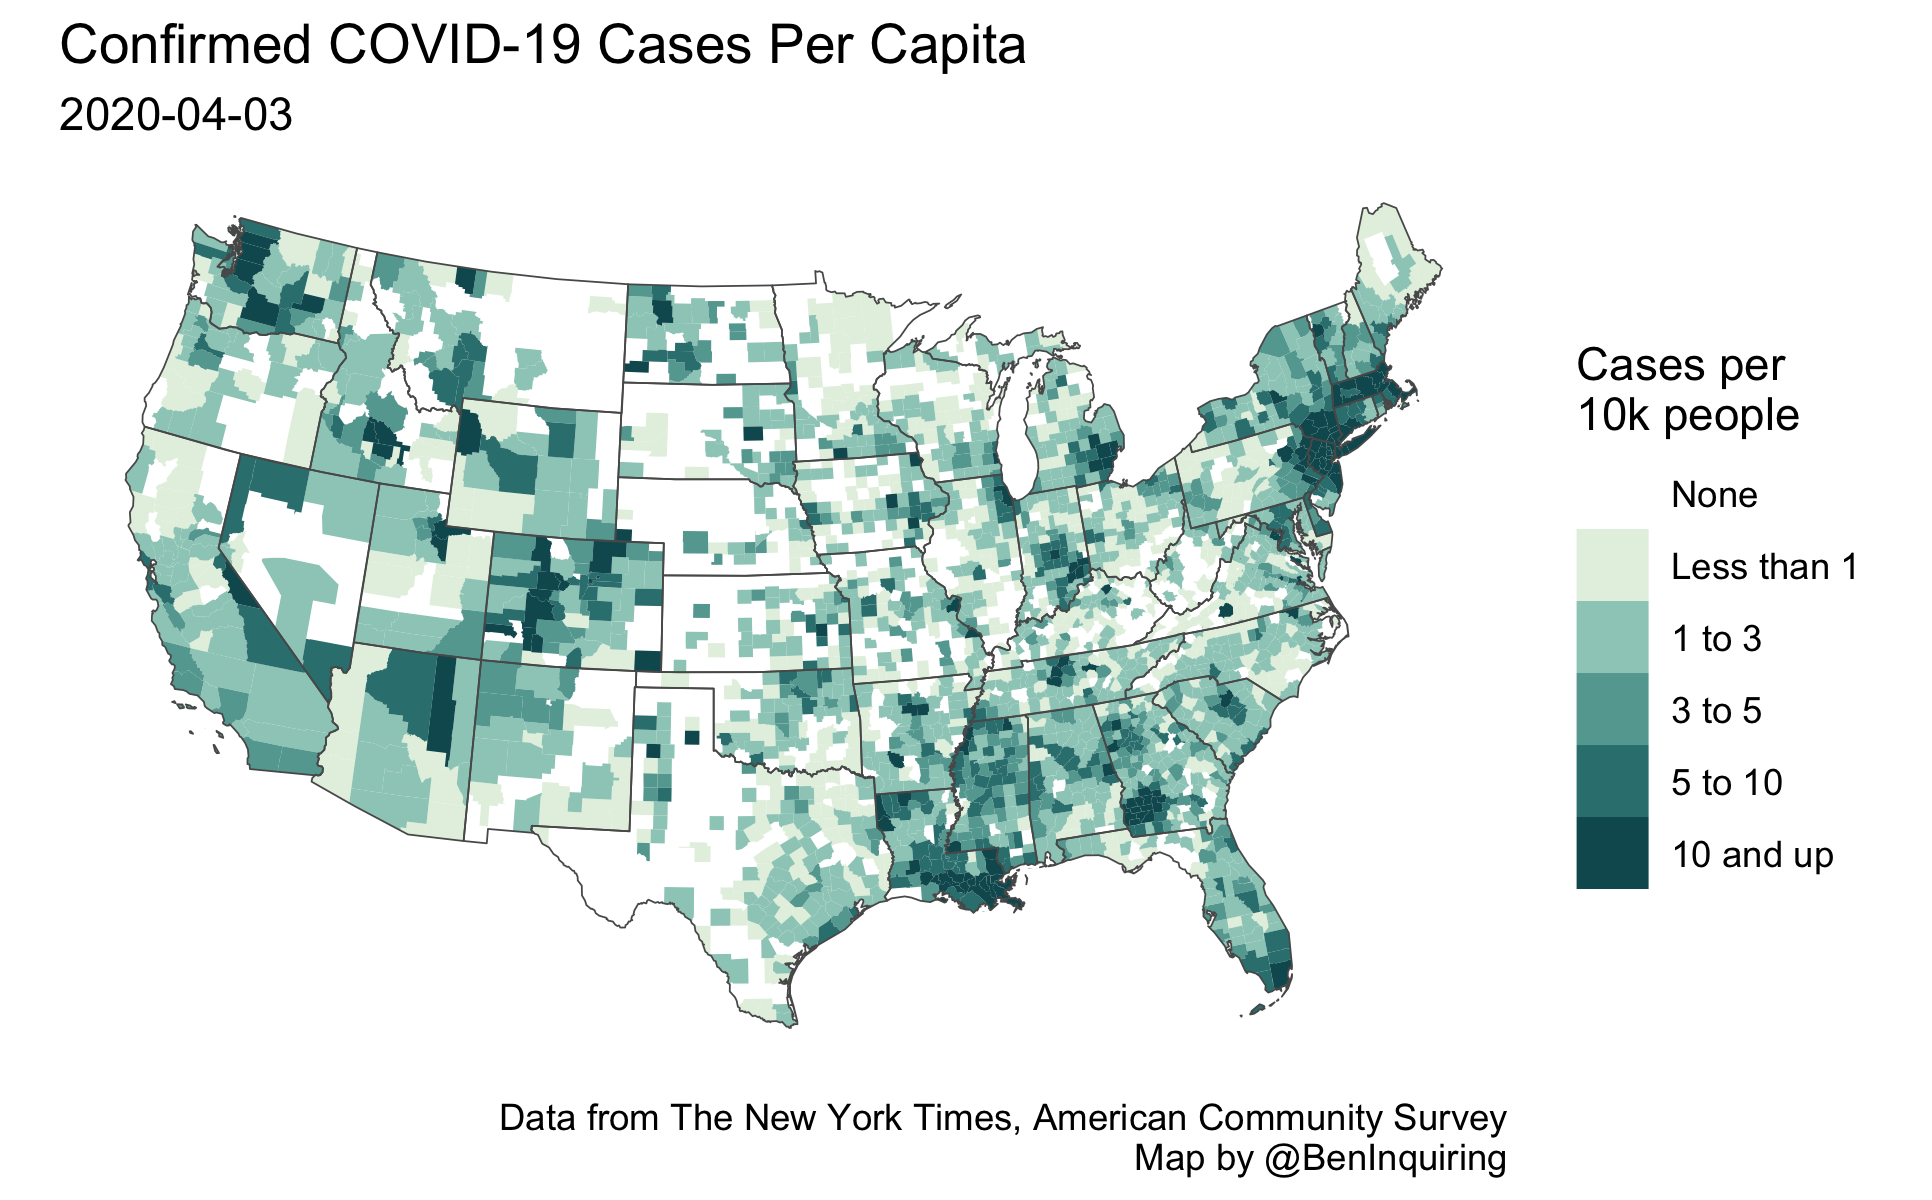 Confirmed COVID-19 Cases Per Capita
2020-04-03
Cases per
10k people
None
Less than 1
1 to 3
3 to 5
5 to 10
10 and up
Data from The New York Times, American Community Survey
Map by @BenInquiring